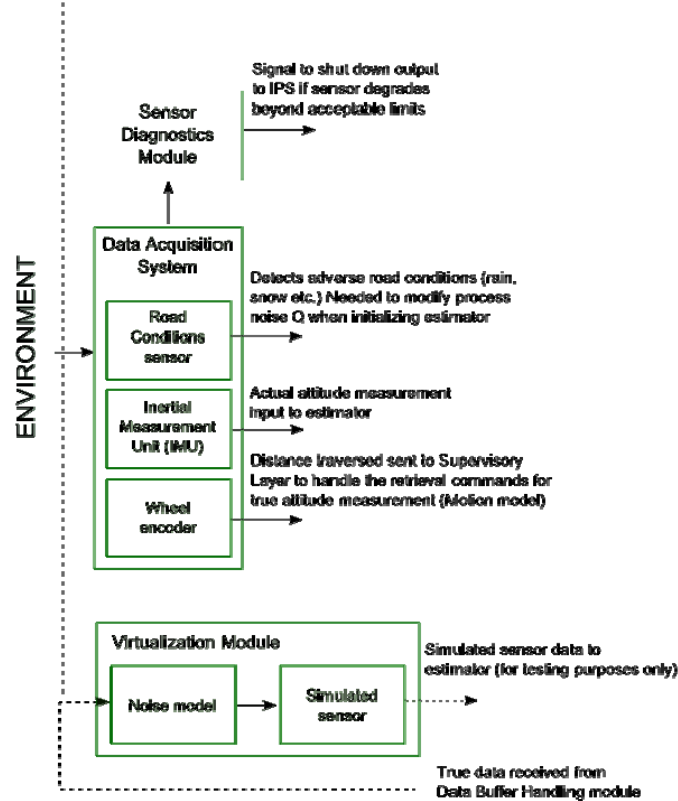 Signal to shut down output
to IPS if sensor degrades
beyond acceptable limits
Sensor
Diagnostics
Module
Data Acquisition
System
Detects adverse road conditions (rain,
snow etc.) Needed to modify process
noise Q when initializing estimator
Road
Conditions
sensor
ENVIRONMENT
Actual attitude measurement
input to estimator
Inertial
Measurement
Unit (IMU)
Distance traversed sent to Supervisory
Layer to handle the retrieval commands for
true attitude measurement (Motion model)
Wheel
encoder
Virtualization Module
Simulated sensor data to
estimator (for testing purposes only)
Noise model
Simulated
sensor
True data received from
Data Buffer Handling module